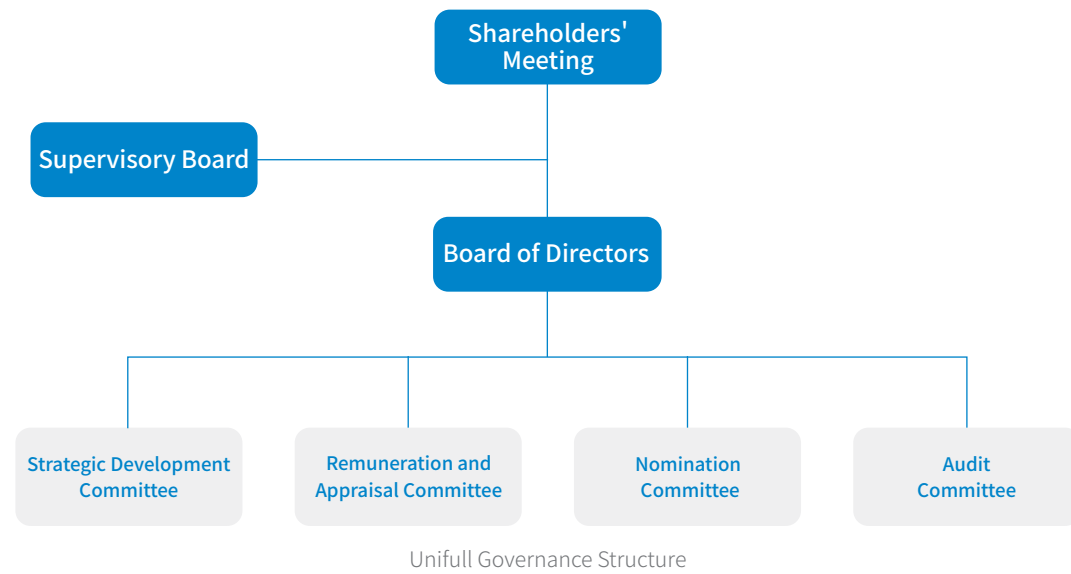 Shareholders'
Meeting
Supervisory Board
Board of Directors
Strategic Development
Committee
Remuneration and
Appraisal Committee
Nomination
Committee
Audit
Committee
Unifull Governance Structure